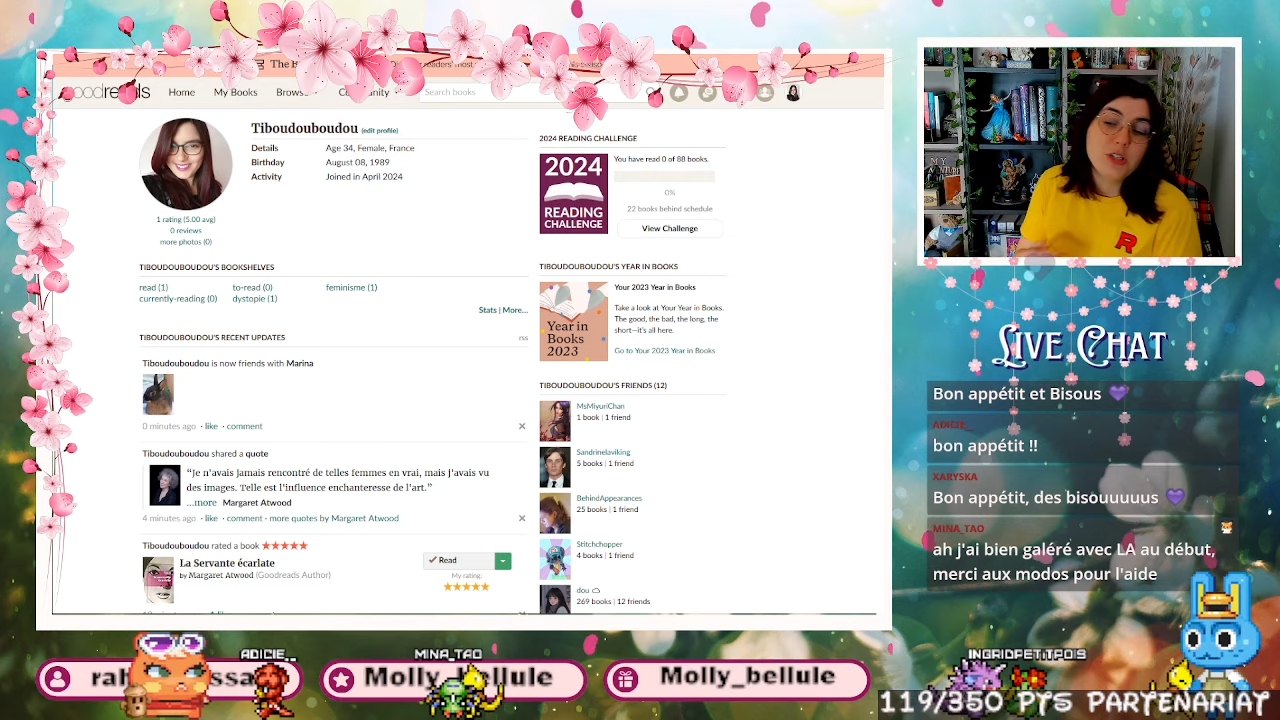 The
readers' most
goodreads
Home
My Books
Search books
Tiboudouboudou (edit profile)
Details
Age 34, Female, France
Birthday
August 08, 1989
Activity
Joined in April 2024
1 rating (5.00 avg)
0 reviews
more photos (0)
TIBOUDOUBOUDOU'S BOOKSHELVES
read (1)
to-read (0)
feminisme (1)
currently-reading (0)
dystopie (1)
Stats | More...
TIBOUDOUBOUDOU'S RECENT UPDATES
rss
Tiboudouboudou is now friends with Marina
0 minutes ago · like · comment
Tiboudouboudou shared a quote
“Je n'avais jamais rencontré de telles femmes en vrai, mais j'avais vu
des images. Telle est l'influence enchanteresse de l'art.”
...more Margaret Atwood
4 minutes ago · like · comment · more quotes by Margaret Atwood
Tiboudouboudou rated a book
La Servante écarlate
by Margaret Atwood (Goodreads Author)
Read
My rating:
2024 READING CHALLENGE
2024
READING
CHALLENGE
You have read 0 of 88 books.
0%
22 books behind schedule
View Challenge
TIBOUDOUBOUDOU'S YEAR IN BOOKS
Year in
Books
2023
Your 2023 Year in Books
Take a look at Your Year in Books.
The good, the bad, the long, the
short—it's all here.
Go to Your 2023 Year in Books
TIBOUDOUBOUDOU'S FRIENDS (12)
MsMiyuriChan
1 book | 1 friend
Sandrinelaviking
5 books | 1 friend
BehindAppearances
25 books | 1 friend
Stitchchopper
4 books | 1 friend
dou
269 books | 12 friends
MY
ADVENTURE
R
LIVE CHAT
Bon appétit et Bisous 💜
ADICIE__
bon appétit !!
XARYSKA
Bon appétit, des bisouuuuus 💜
MINA_TAO
ah j'ai bien galéré avec LA au début,
merci aux modos pour l'aide
ADICIE__
MINA_TAO
INGRIDPETITPOIS
Molly_bellule
Molly_bellule
119/350 PTS PARTENARIAT